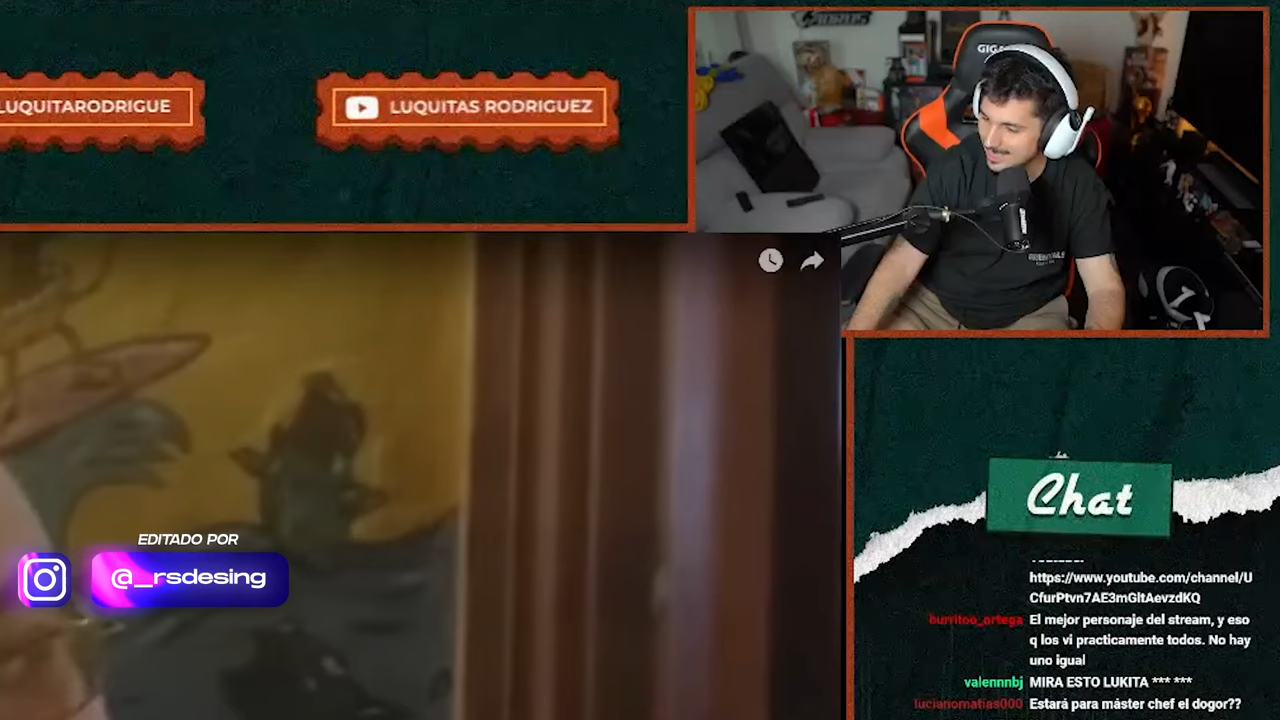 LUQUITARODRIGUE
LUQUITAS RODRIGUEZ
GIG
EDITADO POR
@_rsdesing
Chat
https://www.youtube.com/channel/U
CfurPtvn7AE3mGltAevzdKQ
burritoo_ortega El mejor personaje del stream, y eso
q los vi practicamente todos. No hay
uno igual
valennnbj MIRA ESTO LUKITA *** ***
lucianomatias000 Estará para máster chef el dogor??